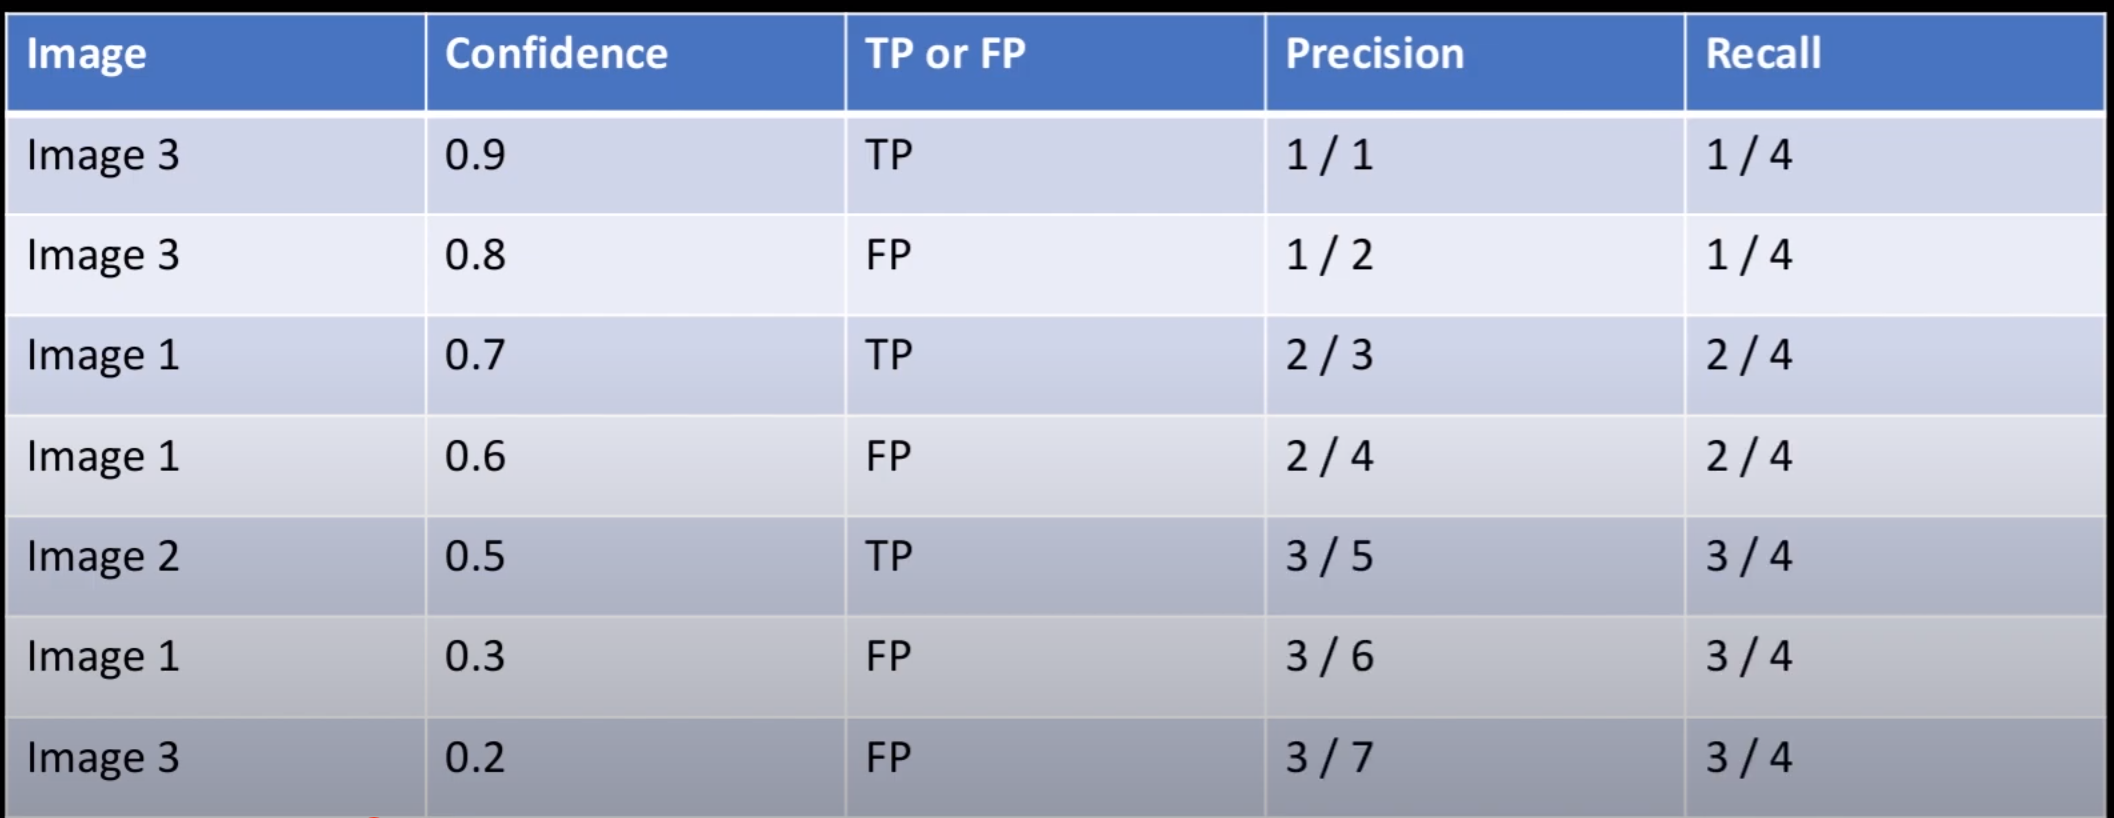 Image Confidence TP or FP Precision Recall
Image 3 0.9 TP 1 / 1 1 / 4
Image 3 0.8 FP 1 / 2 1 / 4
Image 1 0.7 TP 2 / 3 2 / 4
Image 1 0.6 FP 2 / 4 2 / 4
Image 2 0.5 TP 3 / 5 3 / 4
Image 1 0.3 FP 3 / 6 3 / 4
Image 3 0.2 FP 3 / 7 3 / 4